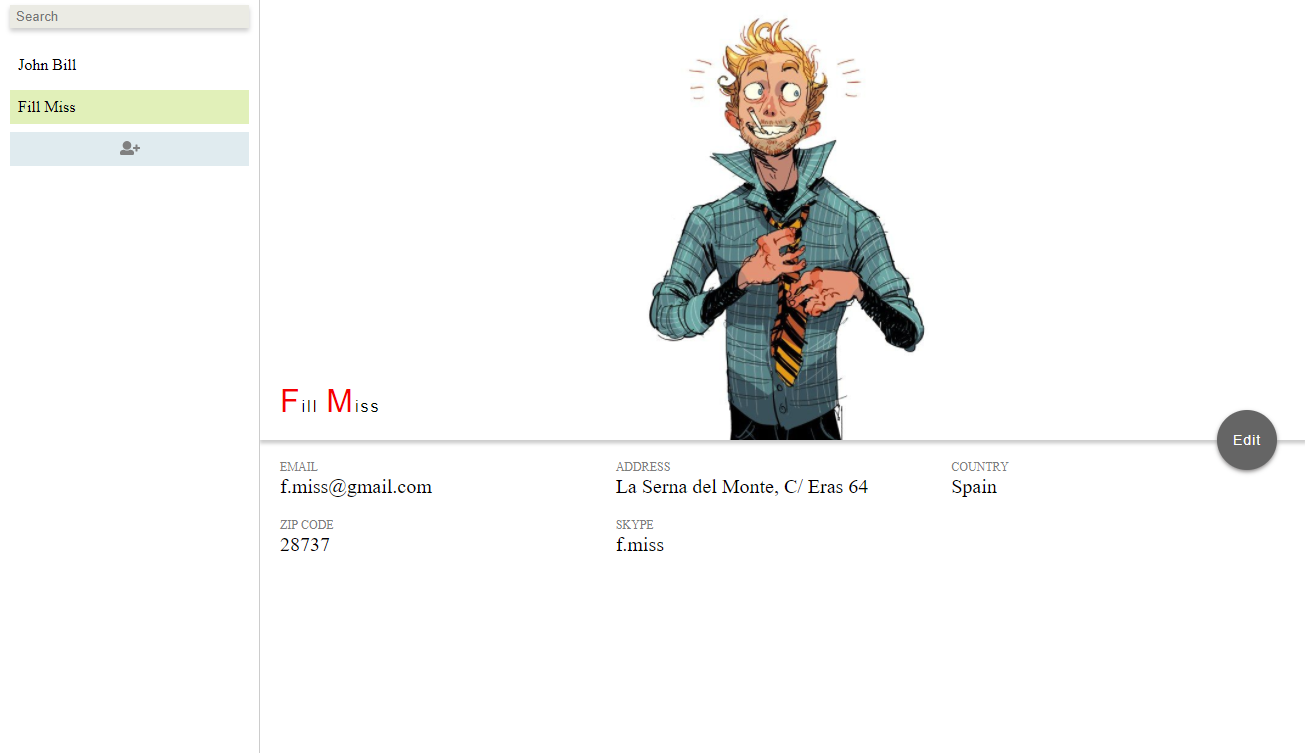 Search
John Bill
Fill Miss
Fill Miss
Edit
EMAIL
f.miss@gmail.com
ADDRESS
La Serna del Monte, C/ Eras 64
COUNTRY
Spain
ZIP CODE
28737
SKYPE
f.miss